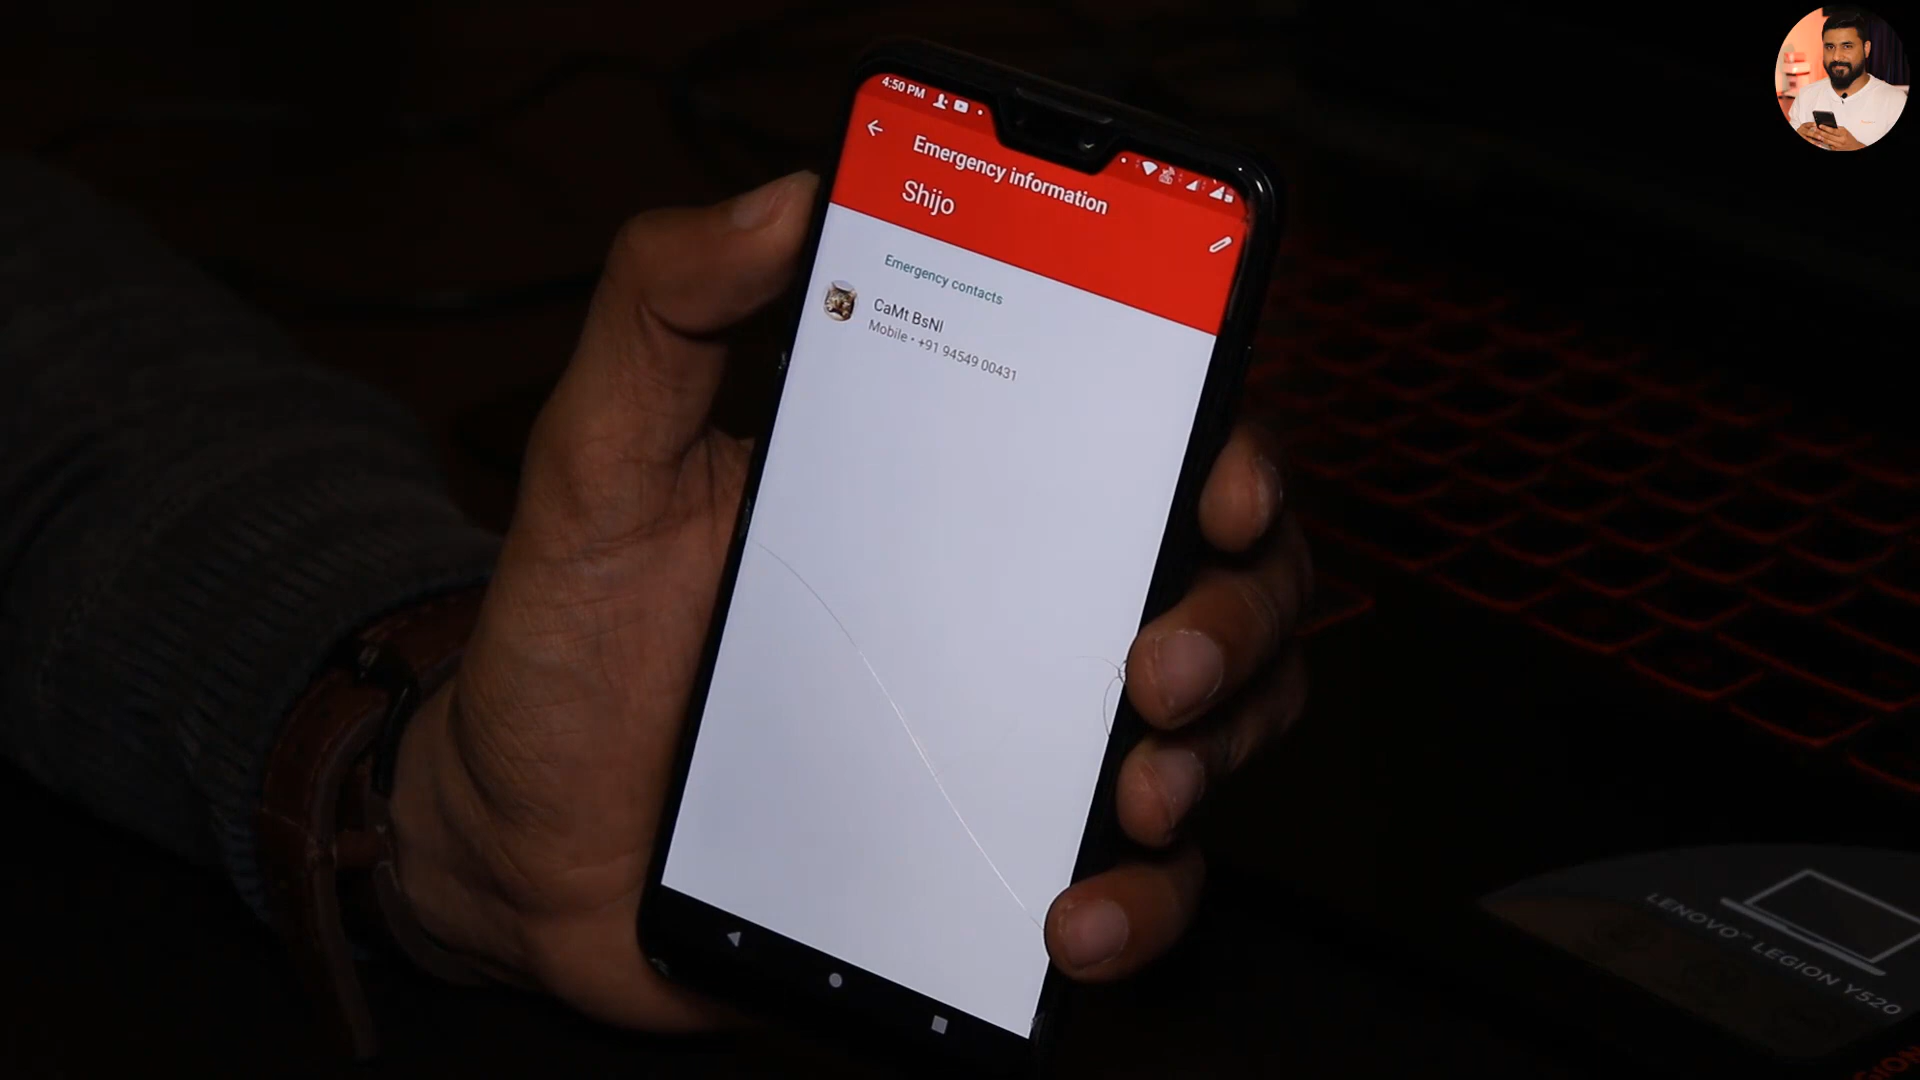 4:50 PM
Emergency information
Shijo
Emergency contacts
CaMt BsNl
Mobile • +91 94549 00431
LENOVO™ LEGION Y520